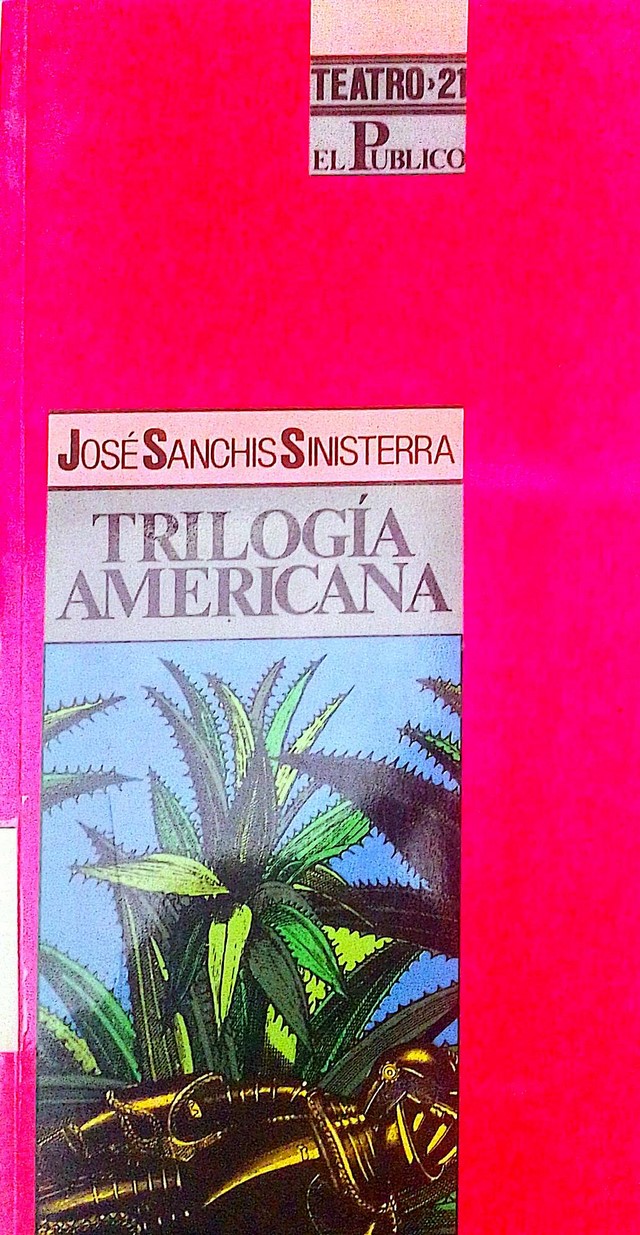 TEATRO›21
EL PUBLICO
JOSÉ SANCHIS SINISTERRA
TRILOGÍA
AMERICANA